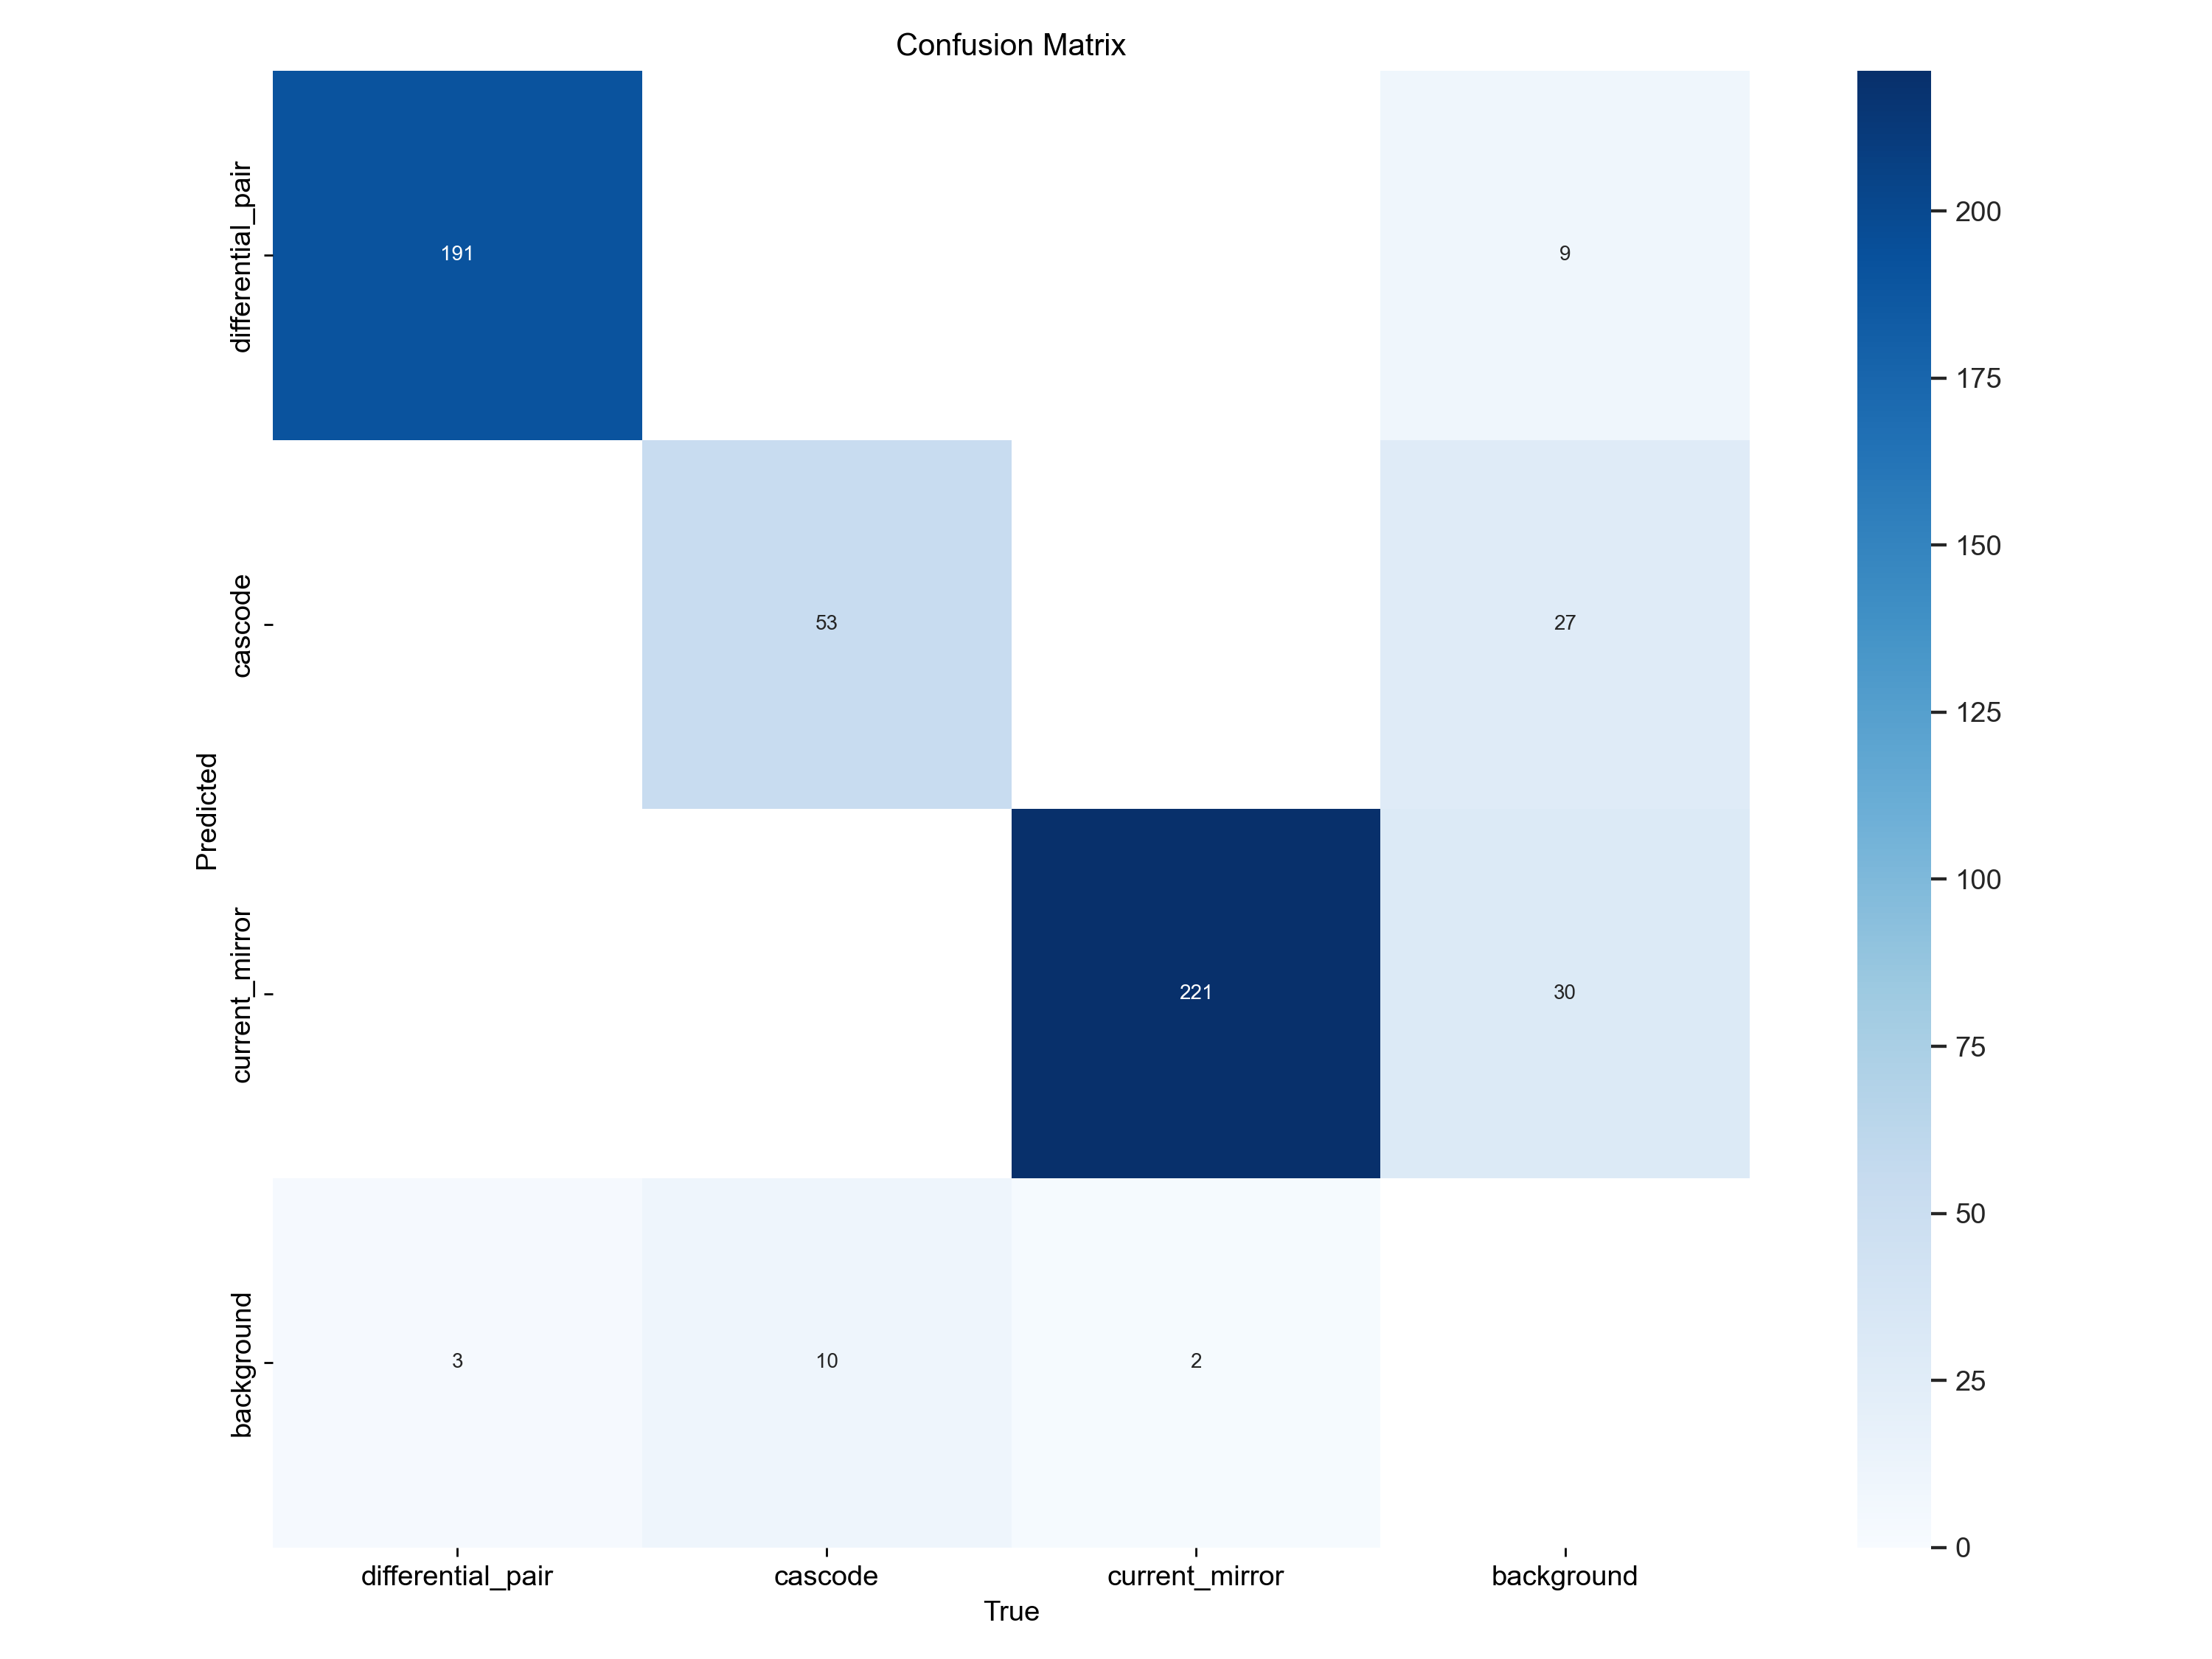 Confusion Matrix
differential_pair
191
9
200
175
cascode
53
27
150
125
Predicted
current_mirror
221
30
100
75
50
background
3
10
2
25
0
differential_pair
cascode
current_mirror
background
True